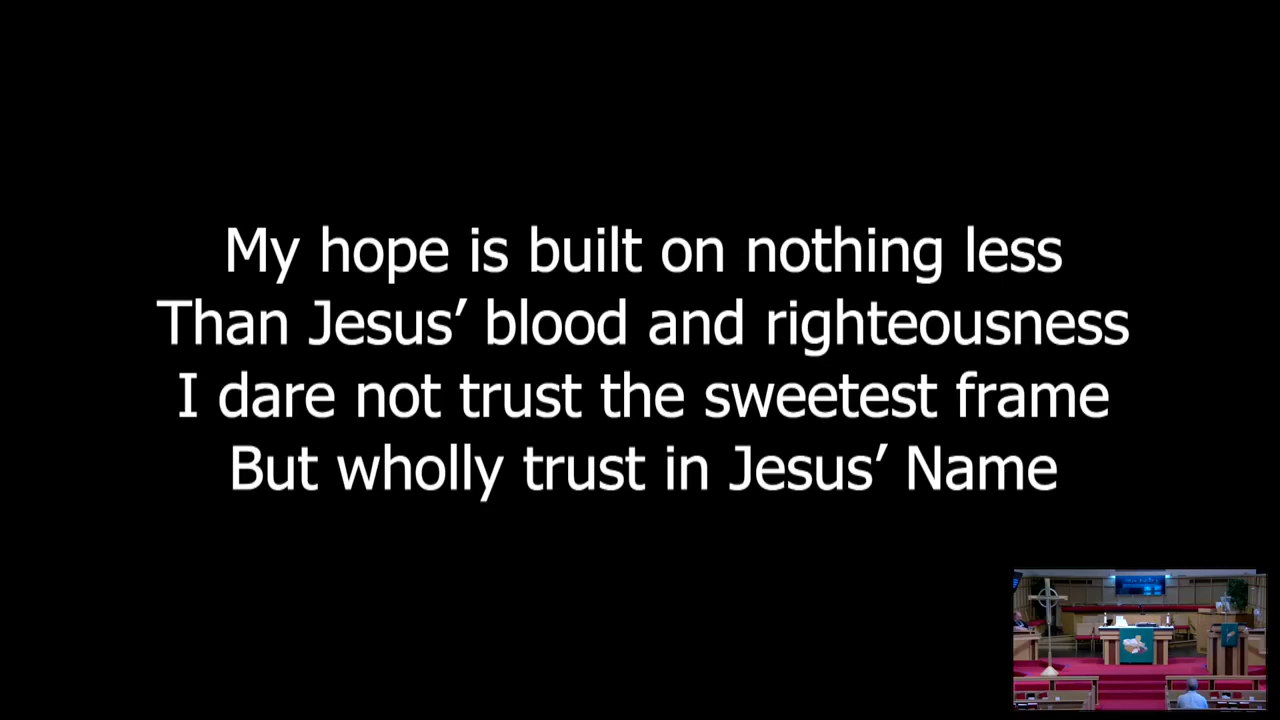 My hope is built on nothing less
Than Jesus’ blood and righteousness
I dare not trust the sweetest frame
But wholly trust in Jesus’ Name